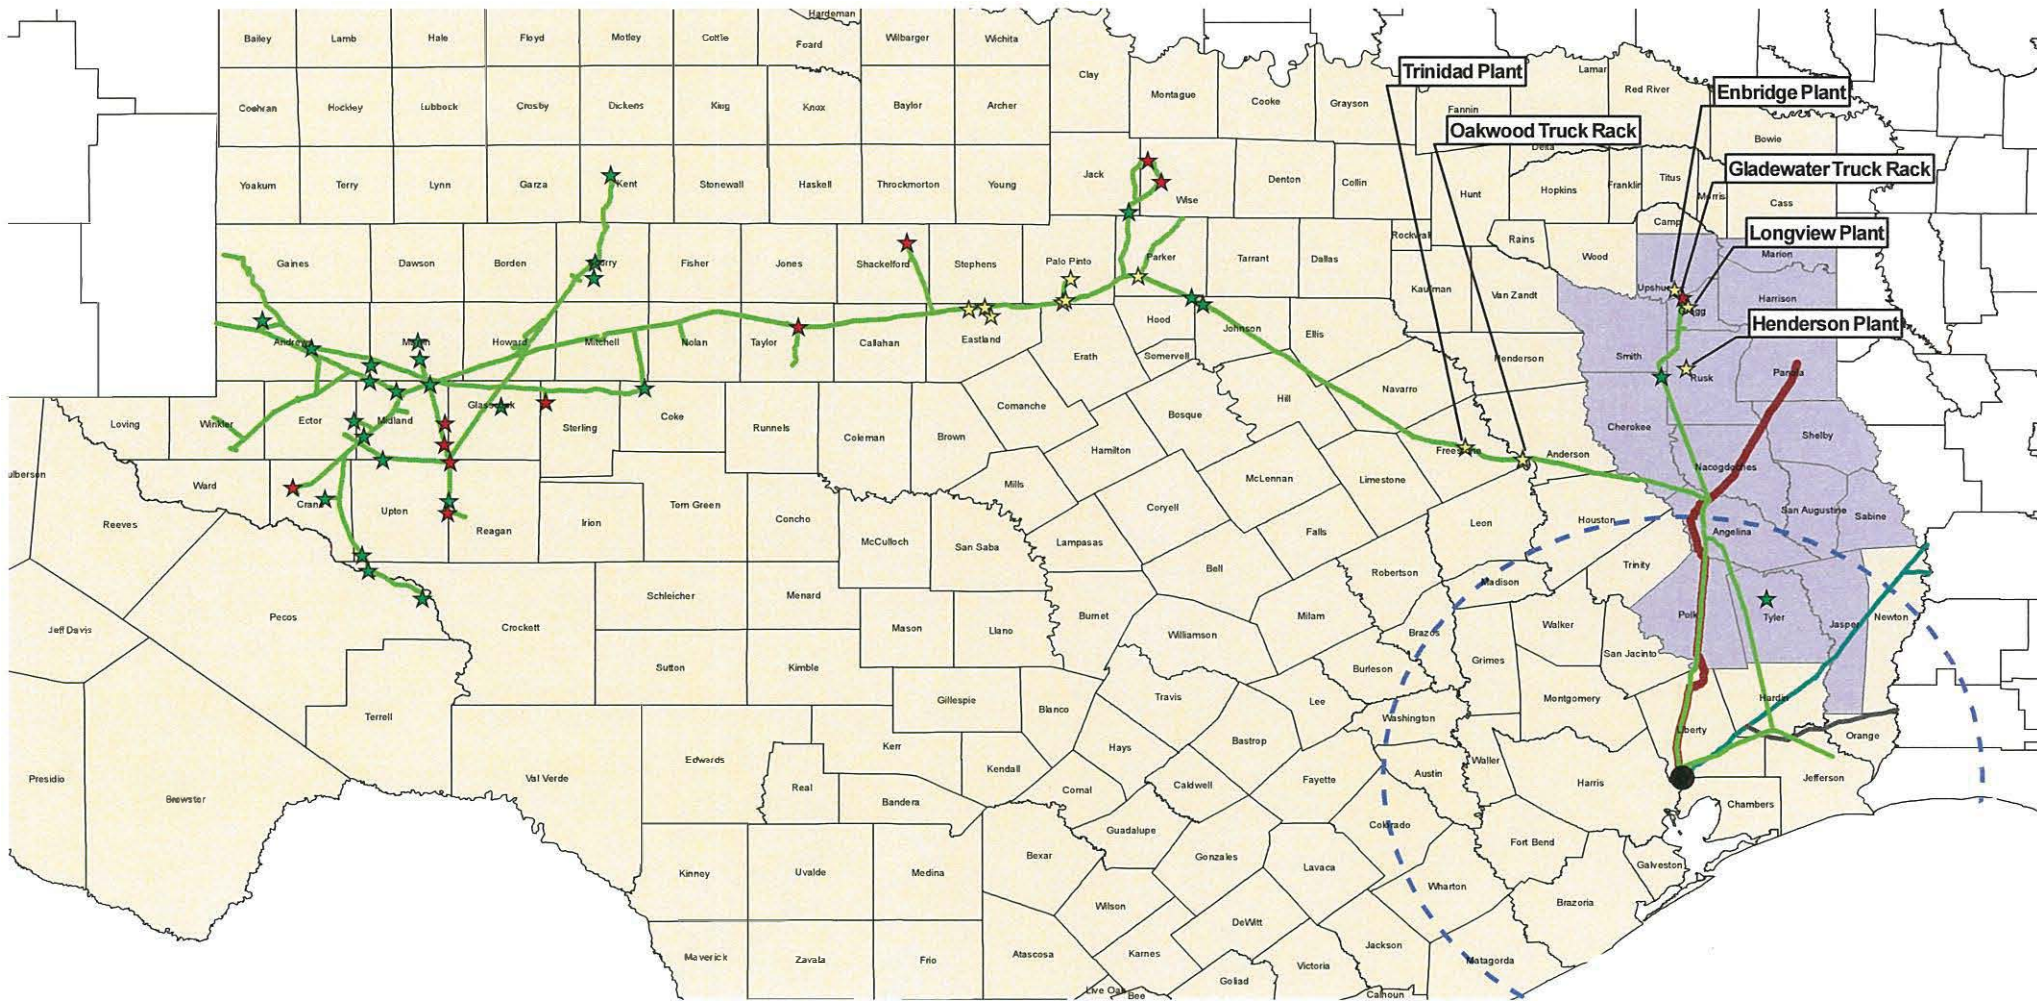 Hardeman
Bailey
Lamb
Hale
Floyd
Motley
Cottle
Foard
Wilbarger
Wichita
Clay
Trinidad Plant
Lamar
Red River
Enbridge Plant
Cochran
Hockley
Lubbock
Crosby
Dickens
King
Knox
Baylor
Archer
Montague
Cooke
Grayson
Fannin
Oakwood Truck Rack
Delta
Bowie
Gladewater Truck Rack
Yoakum
Terry
Lynn
Garza
Kent
Stonewall
Haskell
Throckmorton
Young
Jack
Wise
Denton
Collin
Hunt
Hopkins
Franklin
Titus
Morris
Cass
Camp
Longview Plant
Gaines
Dawson
Borden
Fisher
Jones
Shackelford
Stephens
Palo Pinto
Parker
Tarrant
Dallas
Rockwall
Rains
Wood
Marion
Kaufman
Van Zandt
Upshur
Harrison
Gregg
Henderson Plant
Andrews
Howard
Mitchell
Nolan
Taylor
Callahan
Eastland
Erath
Hood
Somervell
Johnson
Ellis
Henderson
Smith
Rusk
Panola
Loving
Winkler
Ector
Midland
Glasscock
Sterling
Coke
Runnels
Coleman
Brown
Comanche
Bosque
Hill
Navarro
Cherokee
Shelby
ulberson
Ward
Crane
Upton
Reagan
Irion
Tom Green
Concho
McCulloch
San Saba
Mills
Hamilton
Lampasas
Coryell
McLennan
Limestone
Freestone
Anderson
Nacogdoches
San Augustine
Sabine
Reeves
Falls
Leon
Houston
Angelina
Trinity
Jeff Davis
Pecos
Crockett
Schleicher
Menard
Mason
Llano
Burnet
Bell
Milam
Robertson
Madison
Polk
Tyler
Jasper
Newton
Sutton
Kimble
Williamson
Brazos
Burleson
Grimes
Walker
San Jacinto
Terrell
Gillespie
Blanco
Travis
Lee
Washington
Montgomery
Hardin
Liberty
Orange
Presidio
Brewster
Val Verde
Edwards
Kerr
Real
Bandera
Kendall
Hays
Comal
Bastrop
Caldwell
Fayette
Austin
Waller
Harris
Jefferson
Chambers
Kinney
Uvalde
Medina
Bexar
Guadalupe
Gonzales
Lavaca
Colorado
Fort Bend
Galveston
Wharton
Brazoria
Wilson
DeWitt
Maverick
Zavala
Frio
Atascosa
Karnes
Goliad
Victoria
Jackson
Matagorda
Live Oak
Bee
Calhoun